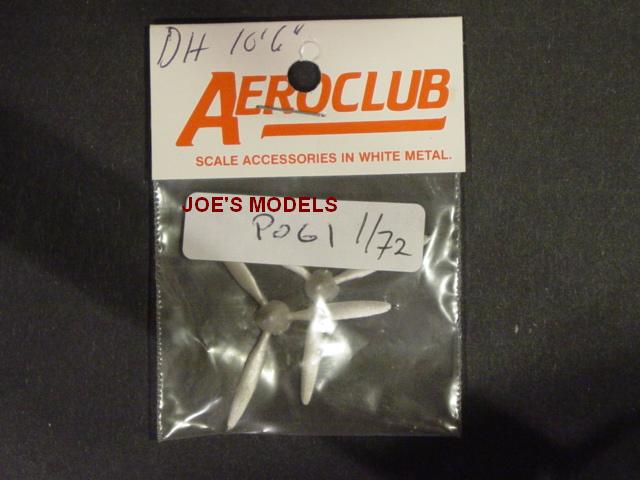 DH 10'6"
AEROCLUB
SCALE ACCESSORIES IN WHITE METAL.
JOE'S MODELS
P061 1/72